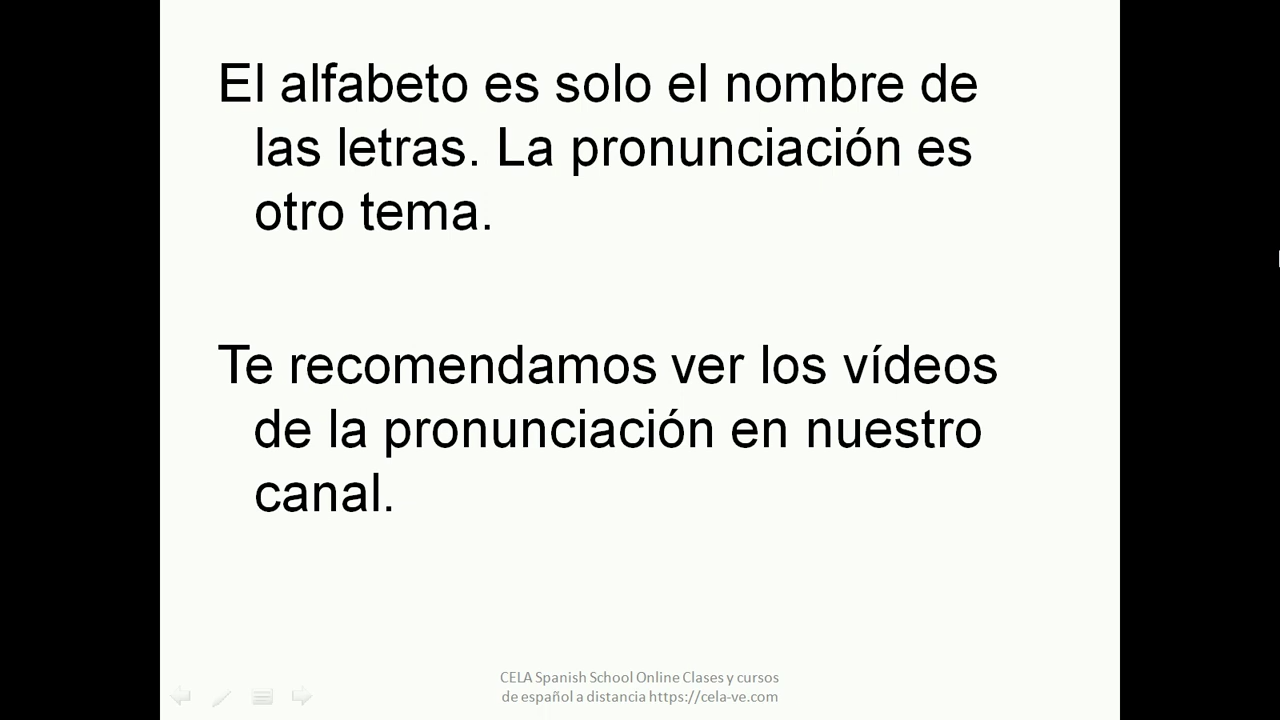 El alfabeto es solo el nombre de
las letras. La pronunciación es
otro tema.
Te recomendamos ver los vídeos
de la pronunciación en nuestro
canal.
CELA Spanish School Online Clases y cursos
de español a distancia https://cela-ve.com